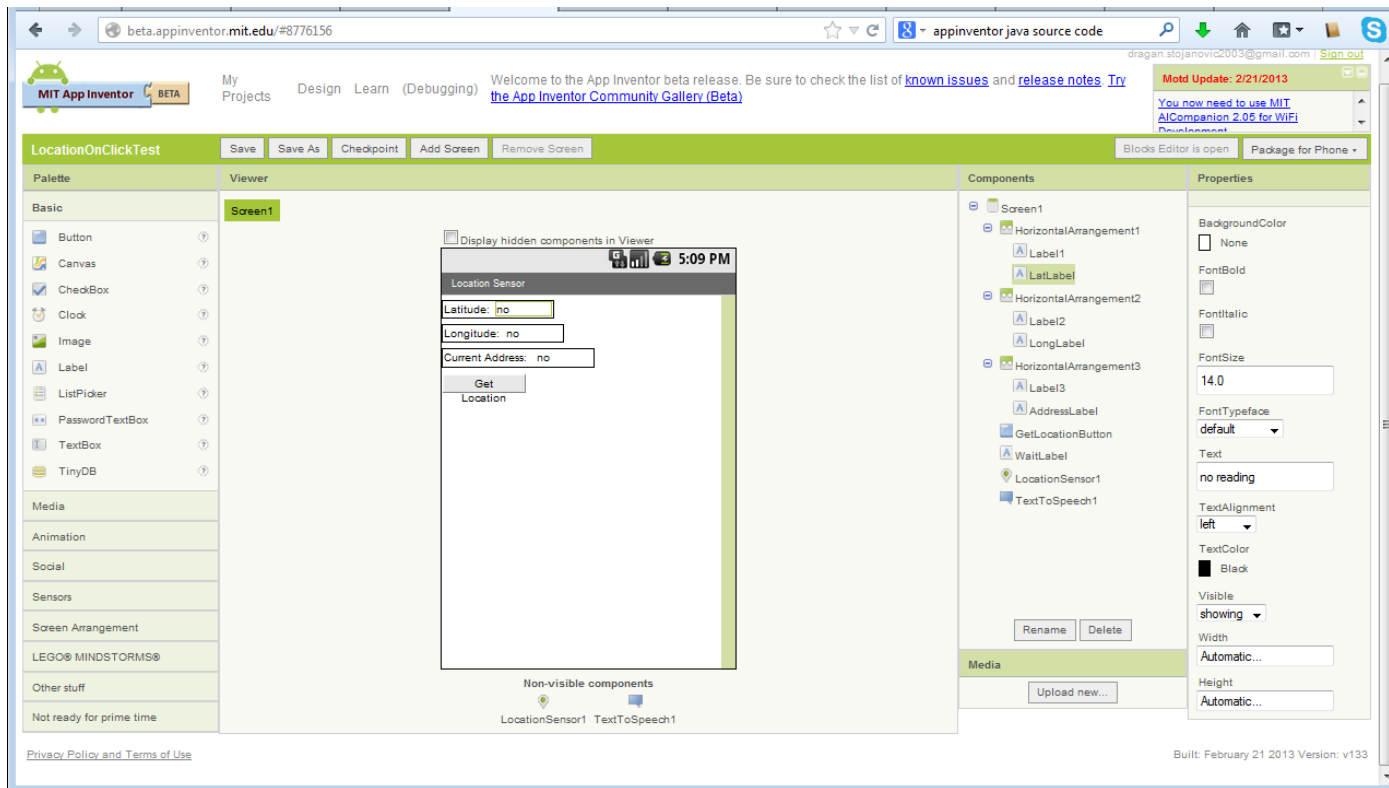 beta.appinventor.mit.edu/#8776156
appinventor java source code
dragan.stojanovic2003@gmail.com | Sign out
MIT App Inventor BETA
My Projects
Design Learn (Debugging)
Welcome to the App Inventor beta release. Be sure to check the list of known issues and release notes. Try
the App Inventor Community Gallery (Beta)
Motd Update: 2/21/2013
You now need to use MIT
AICompanion 2.05 for WiFi
Development
LocationOnClickTest
Save
Save As
Checkpoint
Add Screen
Remove Screen
Blocks Editor is open
Package for Phone
Palette
Basic
Button
Canvas
CheckBox
Clock
Image
Label
ListPicker
PasswordTextBox
TextBox
TinyDB
Media
Animation
Social
Sensors
Screen Arrangement
LEGO® MINDSTORMS®
Other stuff
Not ready for prime time
Viewer
Screen1
Display hidden components in Viewer
5:09 PM
Location Sensor
Latitude: no
Longitude: no
Current Address: no
Get
Location
Non-visible components
LocationSensor1 TextToSpeech1
Components
Screen1
HorizontalArrangement1
Label1
LatLabel
HorizontalArrangement2
Label2
LongLabel
HorizontalArrangement3
Label3
AddressLabel
GetLocationButton
WaitLabel
LocationSensor1
TextToSpeech1
Rename
Delete
Media
Upload new...
Properties
BackgroundColor
None
FontBold
FontItalic
FontSize
14.0
FontTypeface
default
Text
no reading
TextAlignment
left
TextColor
Black
Visible
showing
Width
Automatic...
Height
Automatic...
Privacy Policy and Terms of Use
Built: February 21 2013 Version: v133